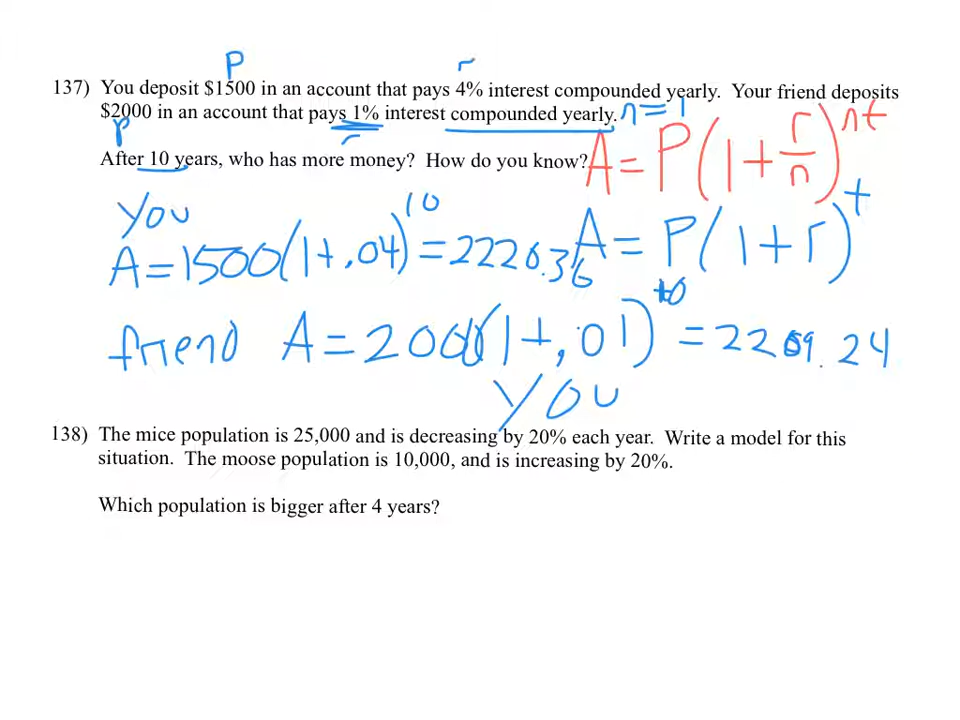 P r
137) You deposit $1500 in an account that pays 4% interest compounded yearly. Your friend deposits
$2000 in an account that pays 1% interest compounded yearly. n=1
P r
After 10 years, who has more money? How do you know? A=P(1+r/n)^nt
You
A=1500(1+.04)^10=2220.36 A=P(1+r)^t
friend A=2000(1+.01)^10=2209.24
YOU
138) The mice population is 25,000 and is decreasing by 20% each year. Write a model for this
situation. The moose population is 10,000, and is increasing by 20%.
Which population is bigger after 4 years?